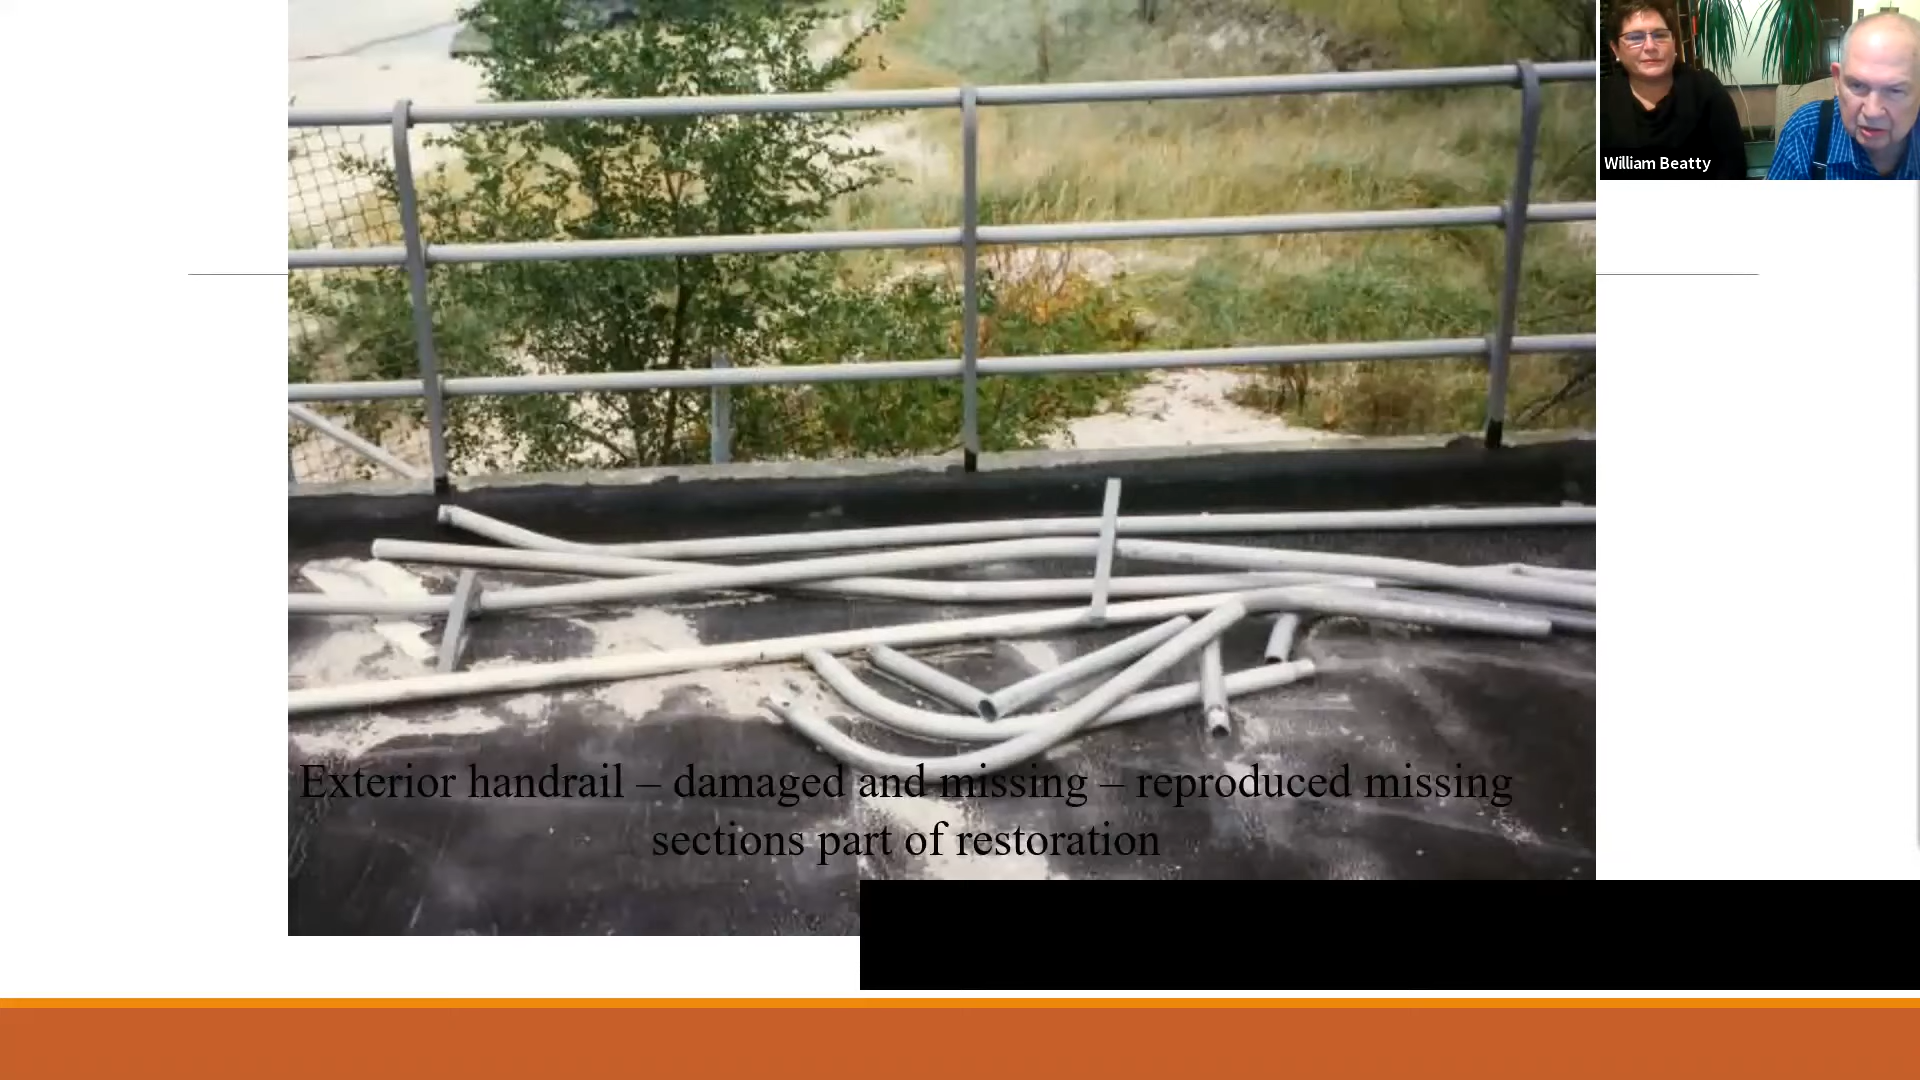 William Beatty
Exterior handrail – damaged and missing – reproduced missing
sections part of restoration